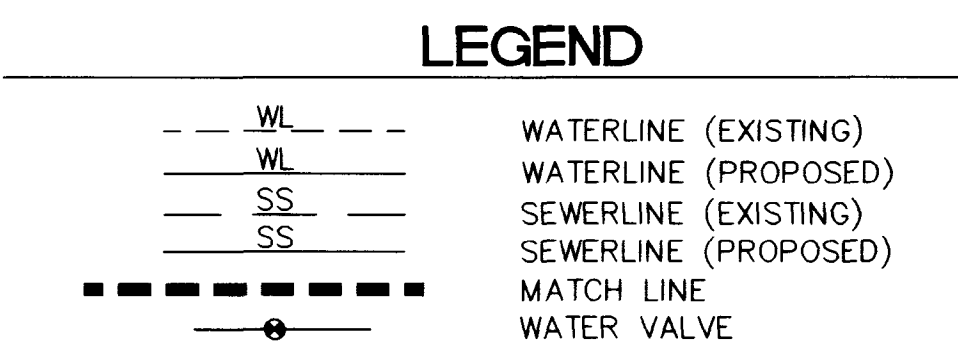 LEGEND
WL WATERLINE (EXISTING)
WL WATERLINE (PROPOSED)
SS SEWERLINE (EXISTING)
SS SEWERLINE (PROPOSED)
MATCH LINE
WATER VALVE